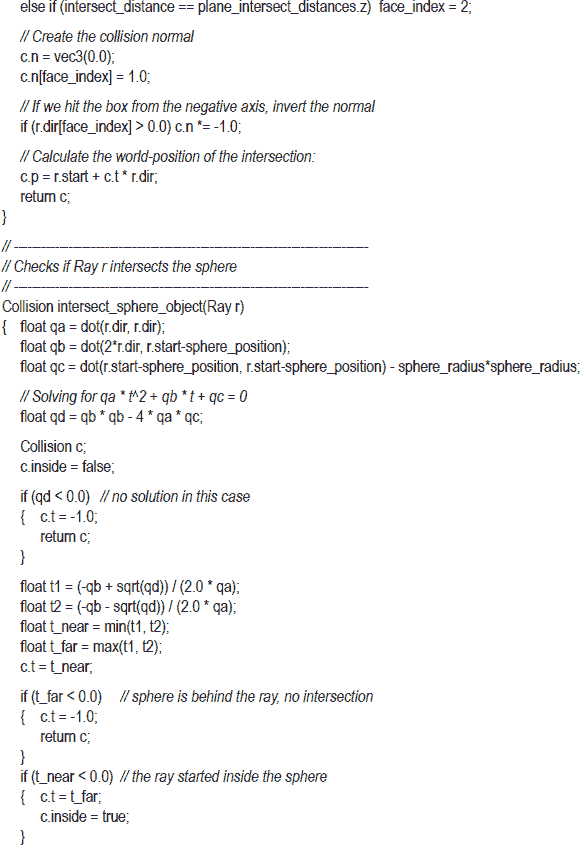 else if (intersect_distance == plane_intersect_distances.z) face_index = 2;
// Create the collision normal
c.n = vec3(0.0);
c.n[face_index] = 1.0;
// If we hit the box from the negative axis, invert the normal
if (r.dir[face_index] > 0.0) c.n *= -1.0;
// Calculate the world-position of the intersection:
c.p = r.start + c.t * r.dir;
return c;
}
// ------------------------------------------------------------------------------
// Checks if Ray r intersects the sphere
// ------------------------------------------------------------------------------
Collision intersect_sphere_object(Ray r)
{ float qa = dot(r.dir, r.dir);
float qb = dot(2*r.dir, r.start-sphere_position);
float qc = dot(r.start-sphere_position, r.start-sphere_position) - sphere_radius*sphere_radius;
// Solving for qa * t^2 + qb * t + qc = 0
float qd = qb * qb - 4 * qa * qc;
Collision c;
c.inside = false;
if (qd < 0.0) // no solution in this case
{ c.t = -1.0;
return c;
}
float t1 = (-qb + sqrt(qd)) / (2.0 * qa);
float t2 = (-qb - sqrt(qd)) / (2.0 * qa);
float t_near = min(t1, t2);
float t_far = max(t1, t2);
c.t = t_near;
if (t_far < 0.0) // sphere is behind the ray, no intersection
{ c.t = -1.0;
return c;
}
if (t_near < 0.0) // the ray started inside the sphere
{ c.t = t_far;
c.inside = true;
}